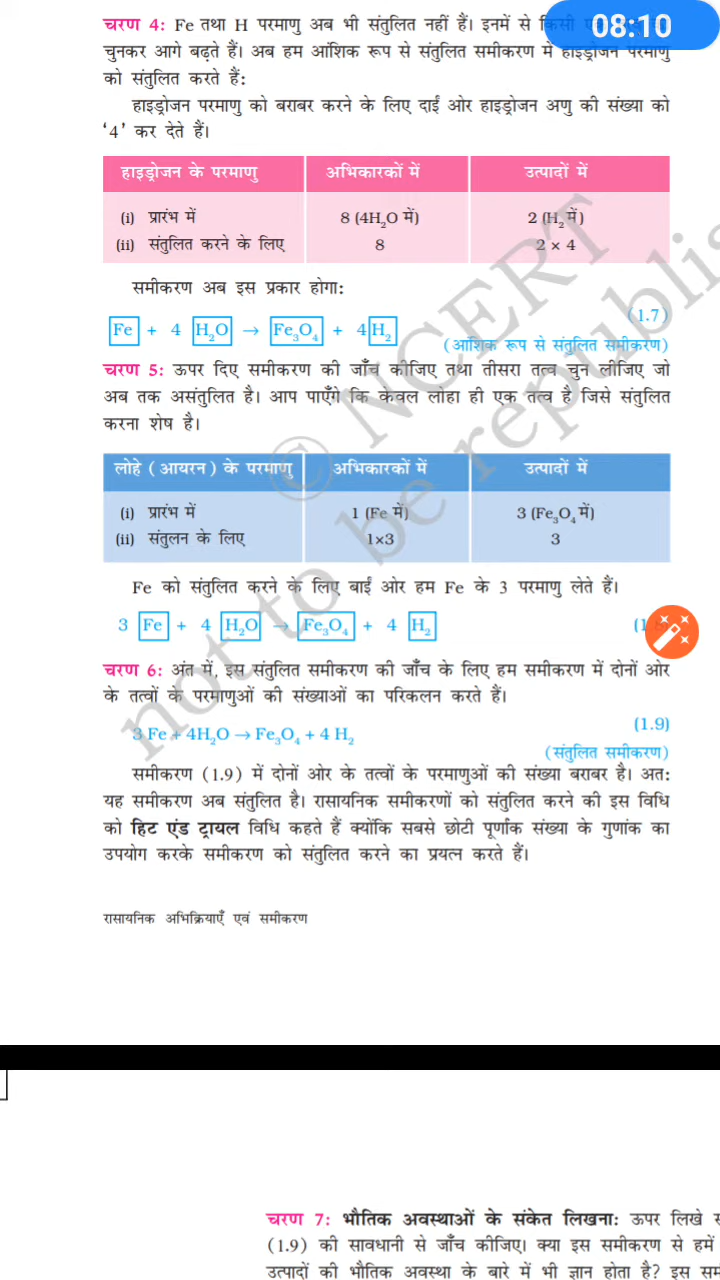 08:10
चरण 4: Fe तथा H परमाणु अब भी संतुलित नहीं हैं। इनमें से
चुनकर आगे बढ़ते हैं। अब हम आंशिक रूप से संतुलित समीकरण में हाइड्रोजन परमाणु
को संतुलित करते हैं:
हाइड्रोजन परमाणु को बराबर करने के लिए दाईं ओर हाइड्रोजन अणु की संख्या को
‘4’ कर देते हैं।
हाइड्रोजन के परमाणु अभिकारकों में उत्पादों में
(i) प्रारंभ में 8 (4H₂O में) 2 (H₂ में)
(ii) संतुलित करने के लिए 8 2 × 4
समीकरण अब इस प्रकार होगा:
Fe + 4 H₂O → Fe₃O₄ + 4 H₂ (1.7)
(आंशिक रूप से संतुलित समीकरण)
चरण 5: ऊपर दिए समीकरण की जाँच कीजिए तथा तीसरा तत्व चुन लीजिए जो
अब तक असंतुलित है। आप पाएँगे कि केवल लोहा ही एक तत्व है जिसे संतुलित
करना शेष है।
लोहे (आयरन) के परमाणु अभिकारकों में उत्पादों में
(i) प्रारंभ में 1 (Fe में) 3 (Fe₃O₄ में)
(ii) संतुलन के लिए 1×3 3
Fe को संतुलित करने के लिए बाईं ओर हम Fe के 3 परमाणु लेते हैं।
3 Fe + 4 H₂O → Fe₃O₄ + 4 H₂
चरण 6: अंत में, इस संतुलित समीकरण की जाँच के लिए हम समीकरण में दोनों ओर
के तत्वों के परमाणुओं की संख्याओं का परिकलन करते हैं।
3 Fe + 4H₂O → Fe₃O₄ + 4 H₂ (1.9)
(संतुलित समीकरण)
समीकरण (1.9) में दोनों ओर के तत्वों के परमाणुओं की संख्या बराबर है। अत:
यह समीकरण अब संतुलित है। रासायनिक समीकरणों को संतुलित करने की इस विधि
को हिट एंड ट्रायल विधि कहते हैं क्योंकि सबसे छोटी पूर्णांक संख्या के गुणांक का
उपयोग करके समीकरण को संतुलित करने का प्रयत्न करते हैं।
रासायनिक अभिक्रियाएँ एवं समीकरण
© NCERT
not to be republis
चरण 7: भौतिक अवस्थाओं के संकेत लिखना: ऊपर लिखे
(1.9) की सावधानी से जाँच कीजिए। क्या इस समीकरण से हमें
उत्पादों की भौतिक अवस्था के बारे में भी ज्ञान होता है? इस